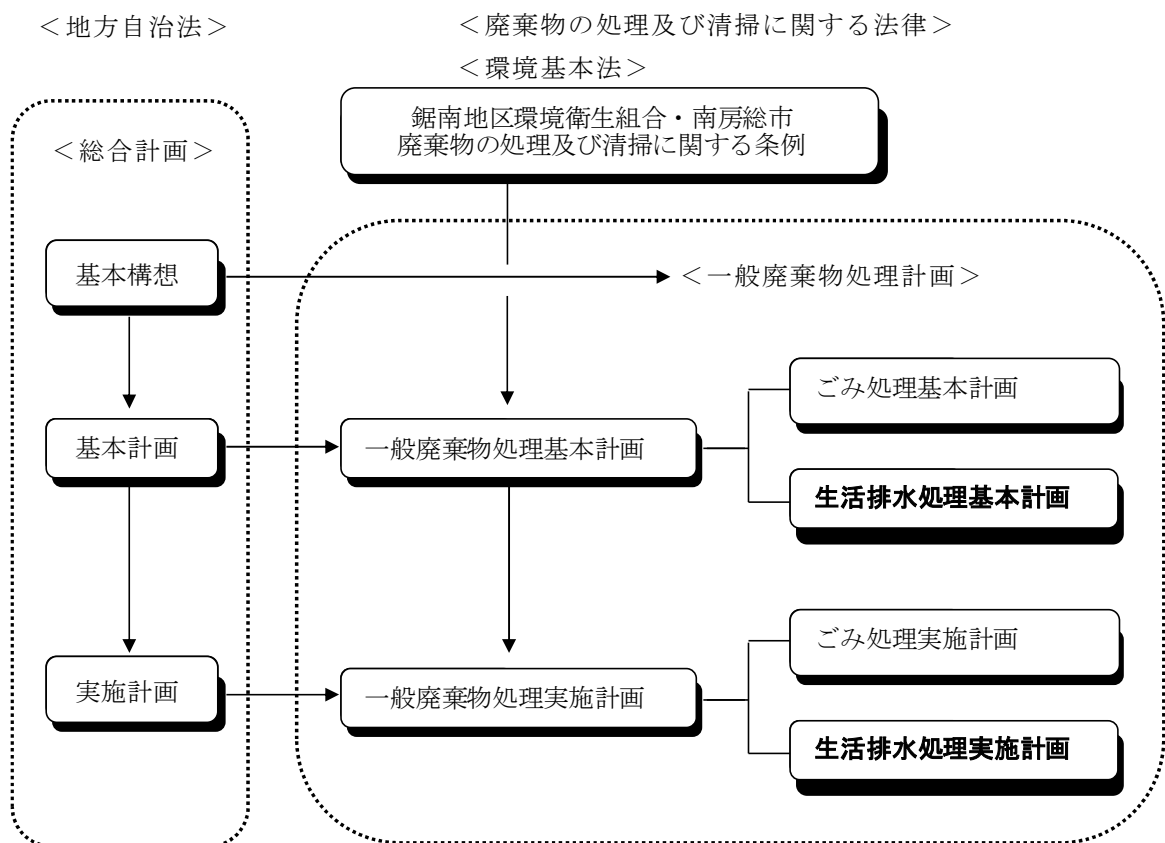 ＜地方自治法＞
＜廃棄物の処理及び清掃に関する法律＞
＜環境基本法＞
鋸南地区環境衛生組合・南房総市
廃棄物の処理及び清掃に関する条例
＜総合計画＞
基本構想
＜一般廃棄物処理計画＞
ごみ処理基本計画
基本計画
一般廃棄物処理基本計画
生活排水処理基本計画
ごみ処理実施計画
実施計画
一般廃棄物処理実施計画
生活排水処理実施計画